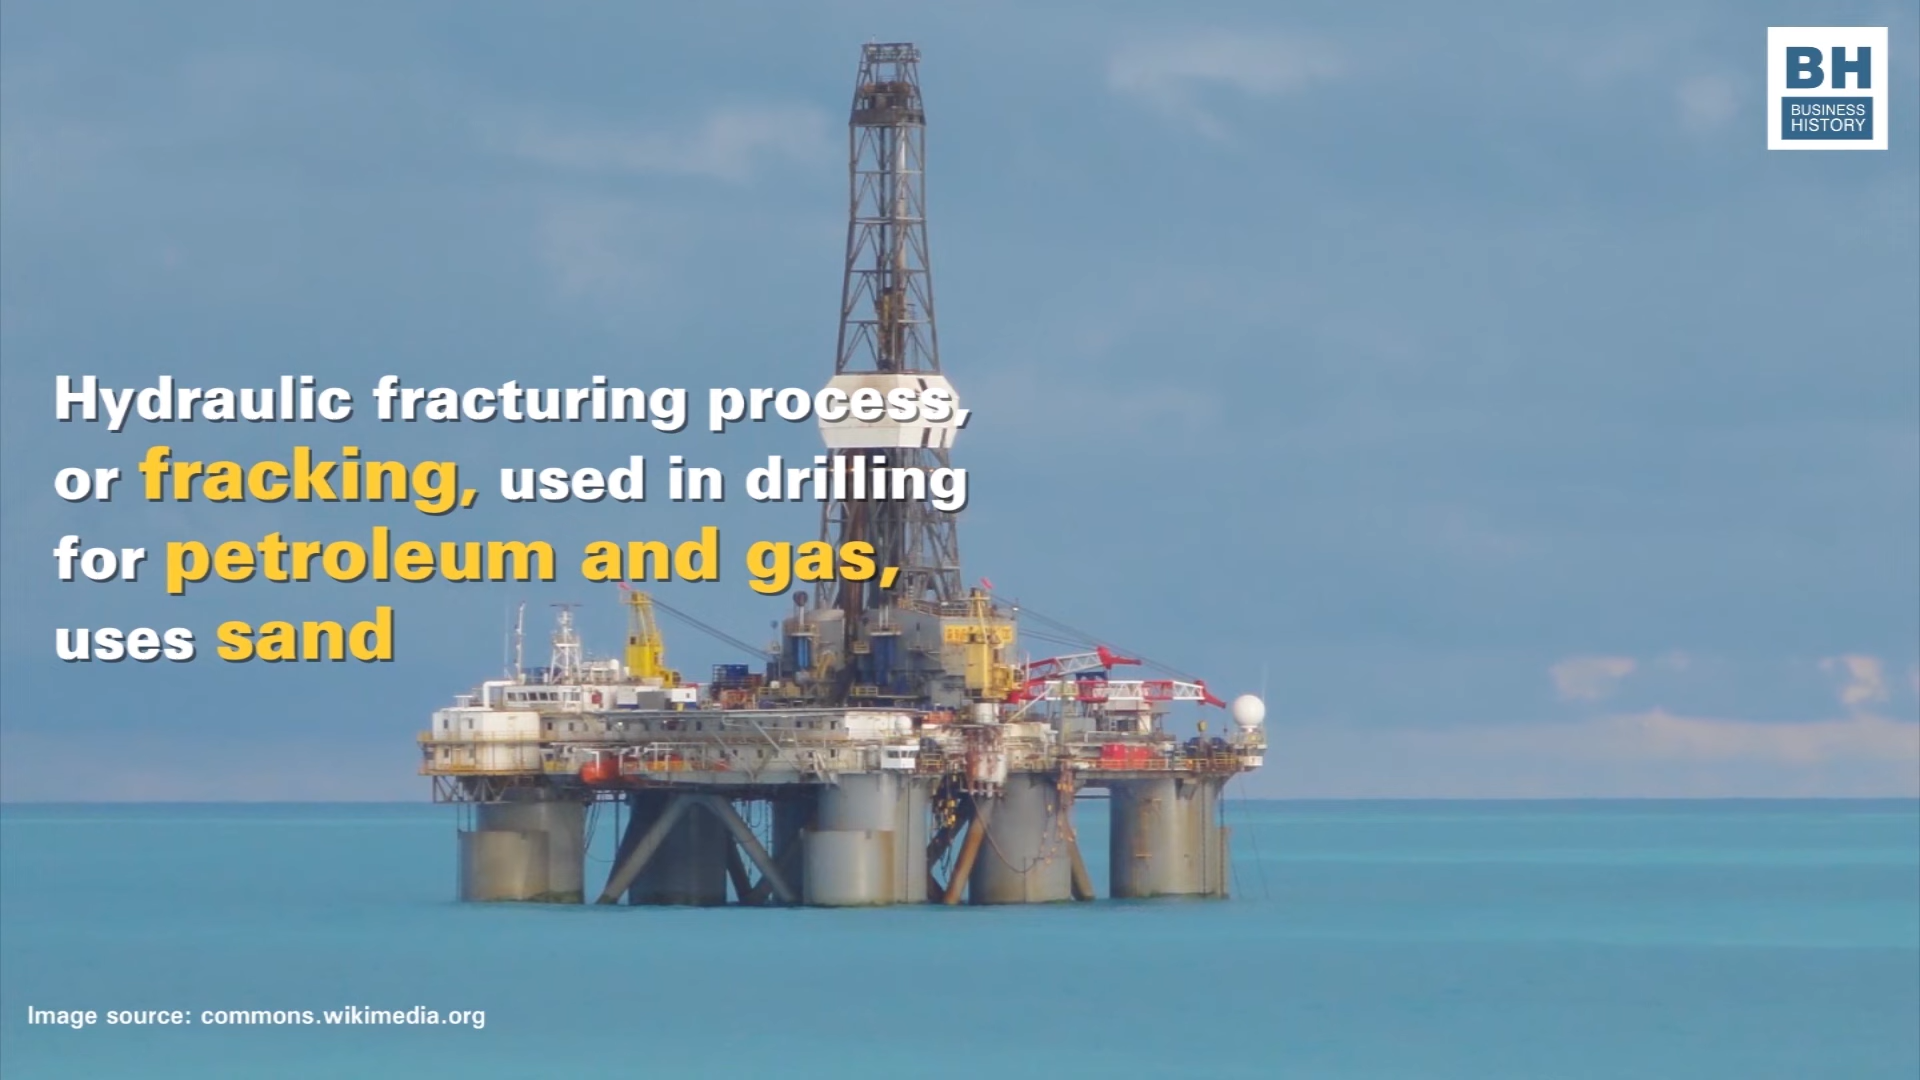 BH
BUSINESS
HISTORY
Hydraulic fracturing process,
or fracking, used in drilling
for petroleum and gas,
uses sand
Image source: commons.wikimedia.org